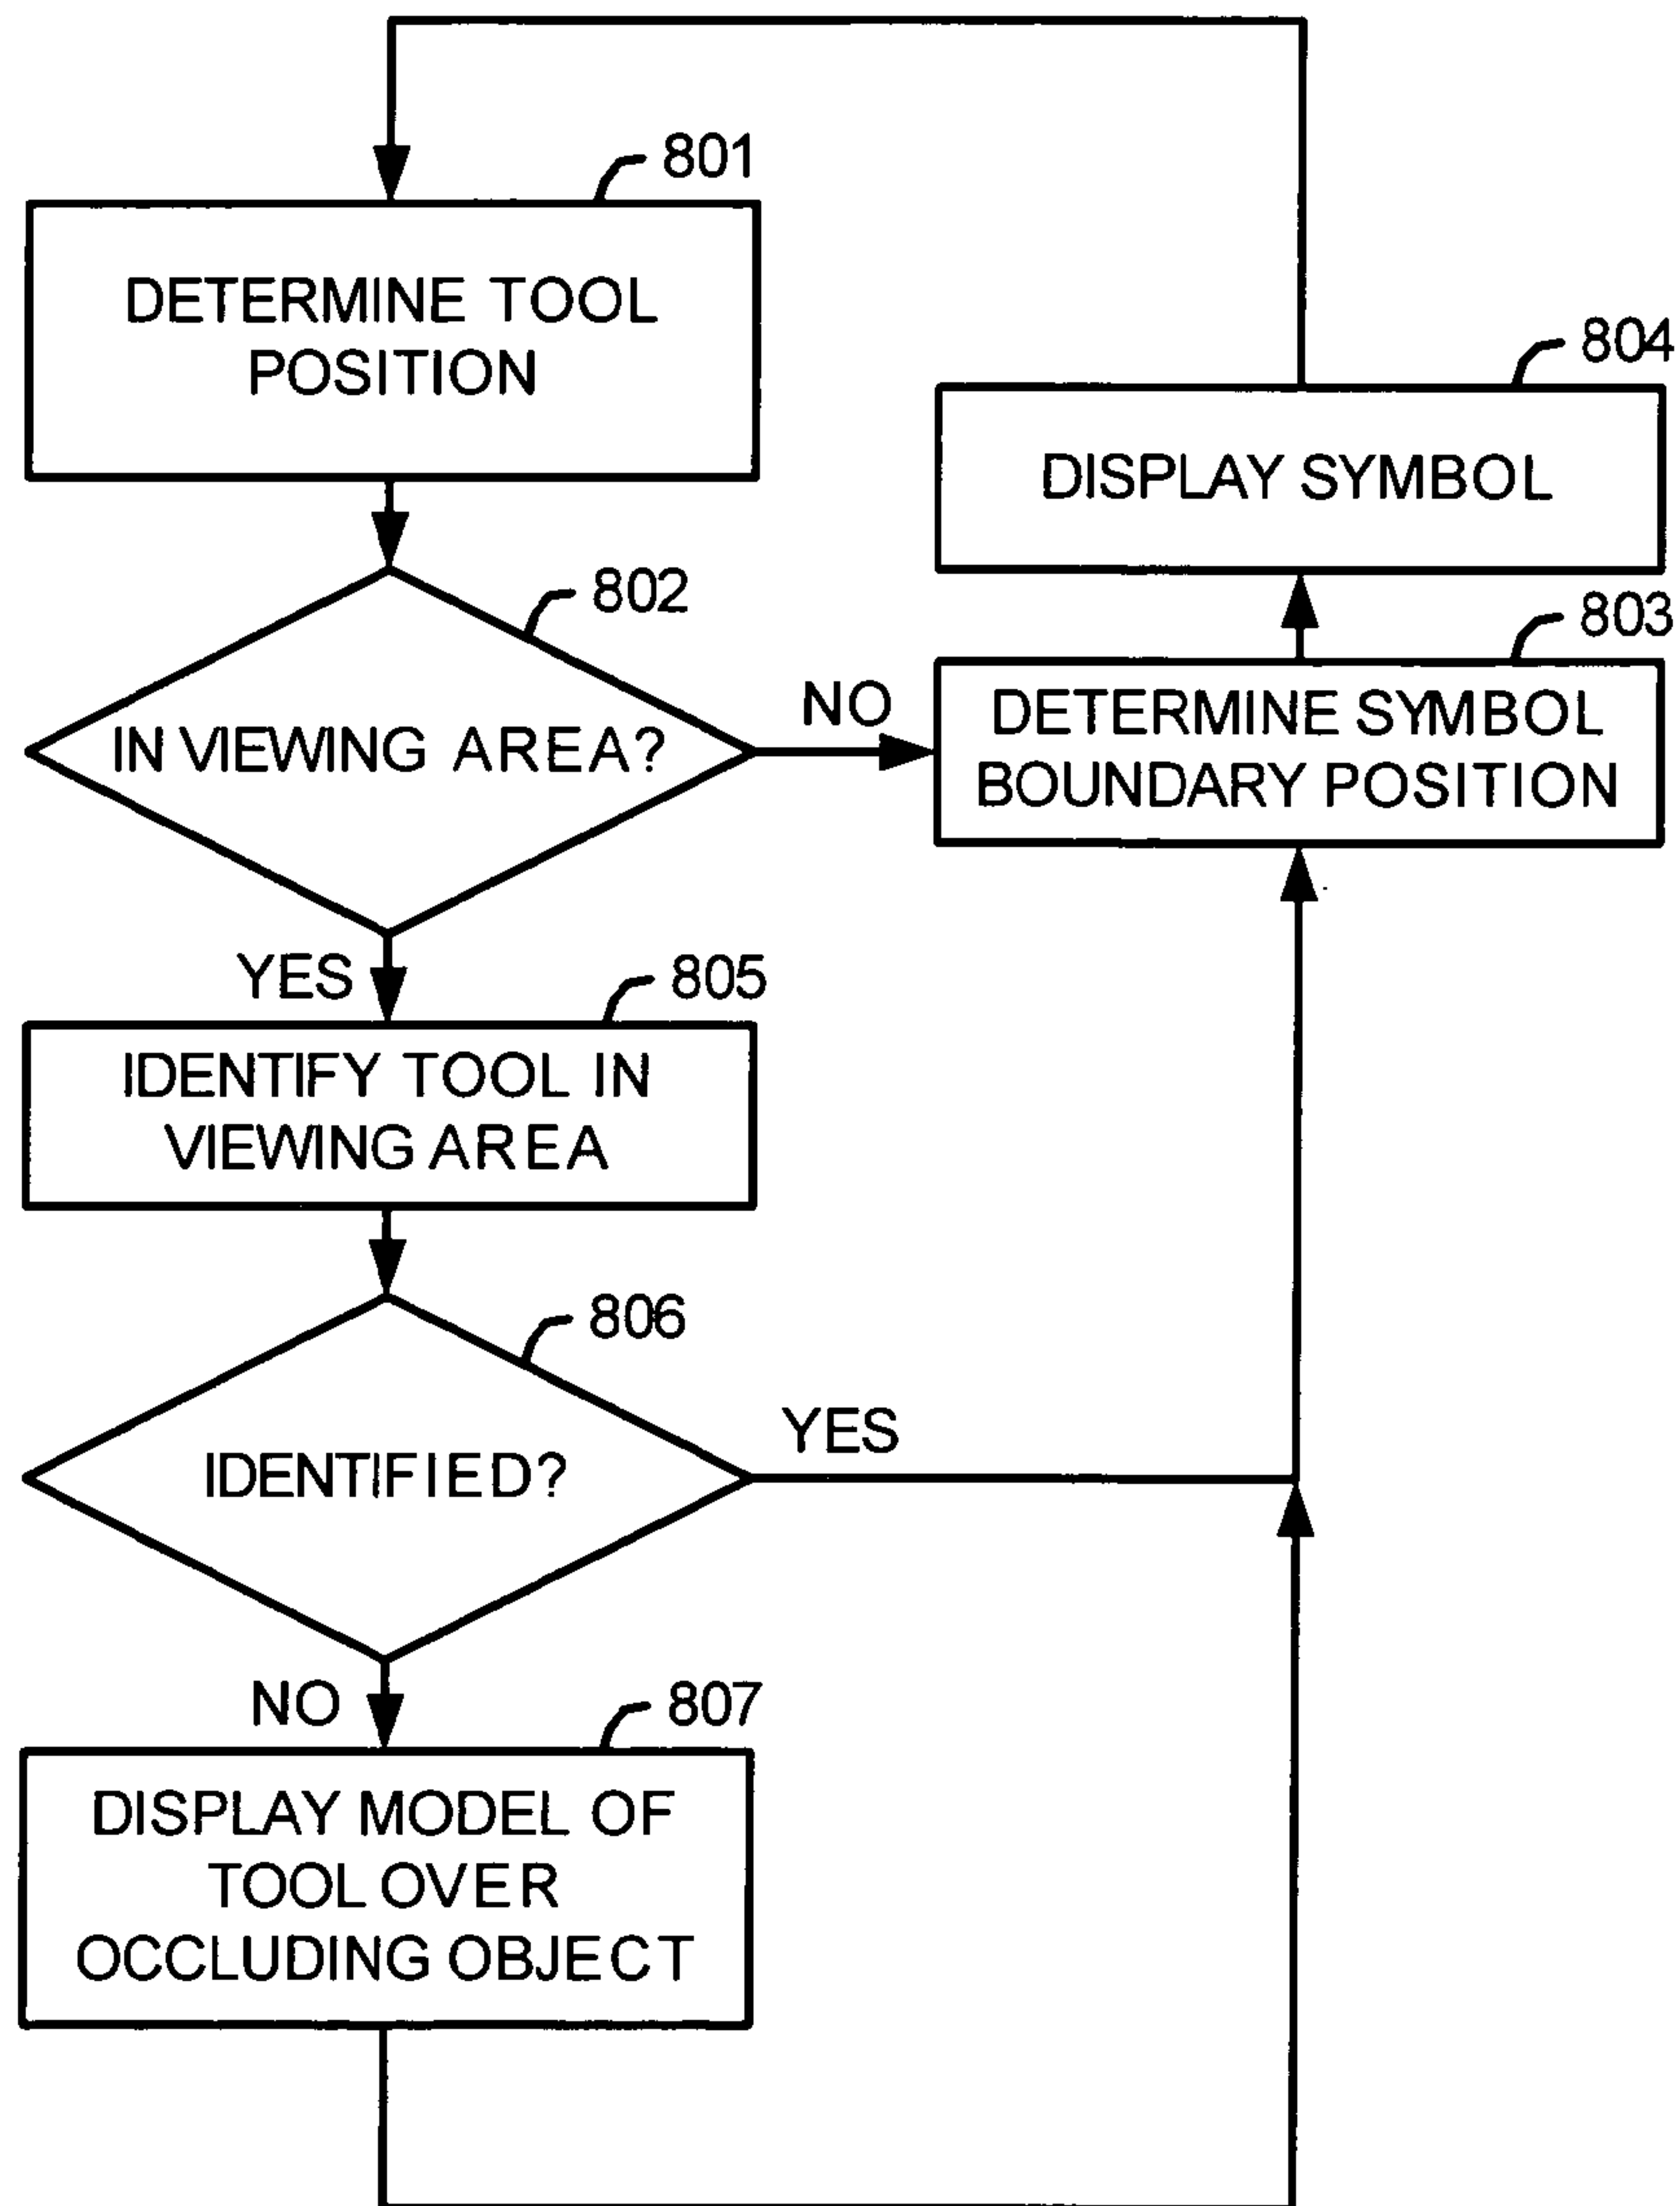 801
DETERMINE TOOL
POSITION
804
DISPLAY SYMBOL
802
803
IN VIEWING AREA?
NO
DETERMINE SYMBOL
BOUNDARY POSITION
YES
805
IDENTIFY TOOL IN
VIEWING AREA
806
IDENTIFIED?
YES
NO
807
DISPLAY MODEL OF
TOOL OVER
OCCLUDING OBJECT